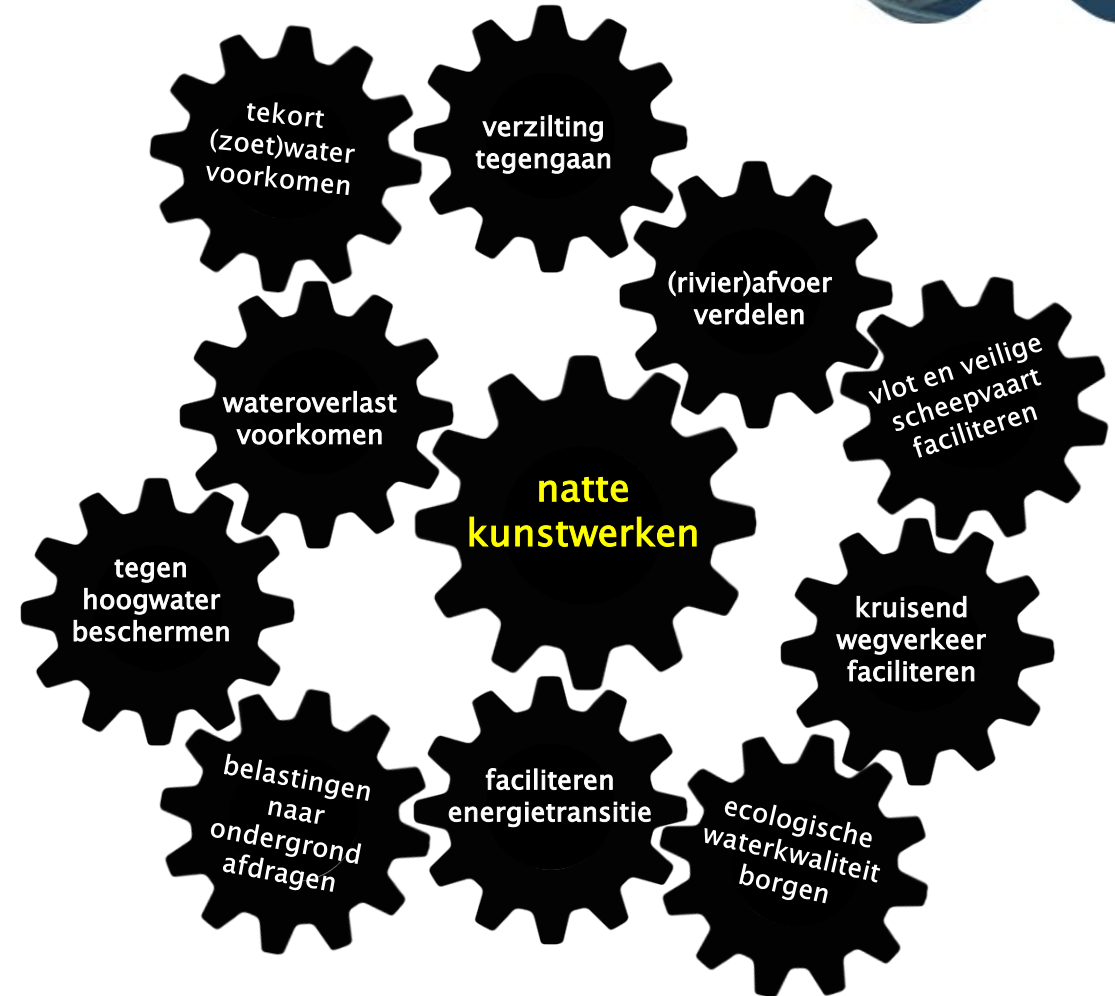 tekort
(zoet)water
voorkomen
verzilting
tegengaan
(rivier)afvoer
verdelen
vlot en veilige
scheepvaart
faciliteren
wateroverlast
voorkomen
natte
kunstwerken
tegen
hoogwater
beschermen
kruisend
wegverkeer
faciliteren
belastingen
naar
ondergrond
afdragen
faciliteren
energietransitie
ecologische
waterkwaliteit
borgen